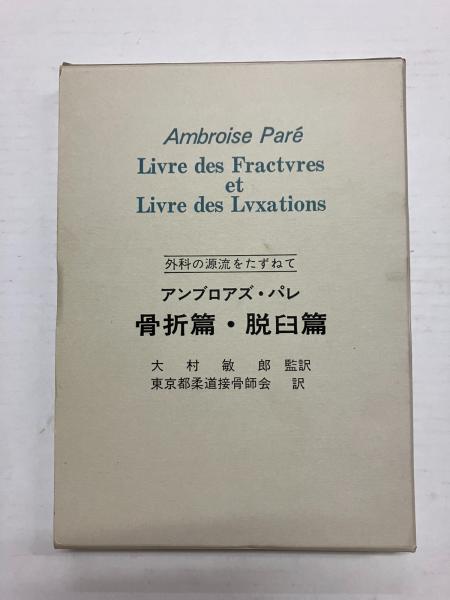 Ambroise Paré
Livre des Fractvres
et
Livre des Lvxations
外科の源流をたずねて
アンブロアズ・パレ
骨折篇・脱臼篇
大村敏郎 監訳
東京都柔道接骨師会 訳